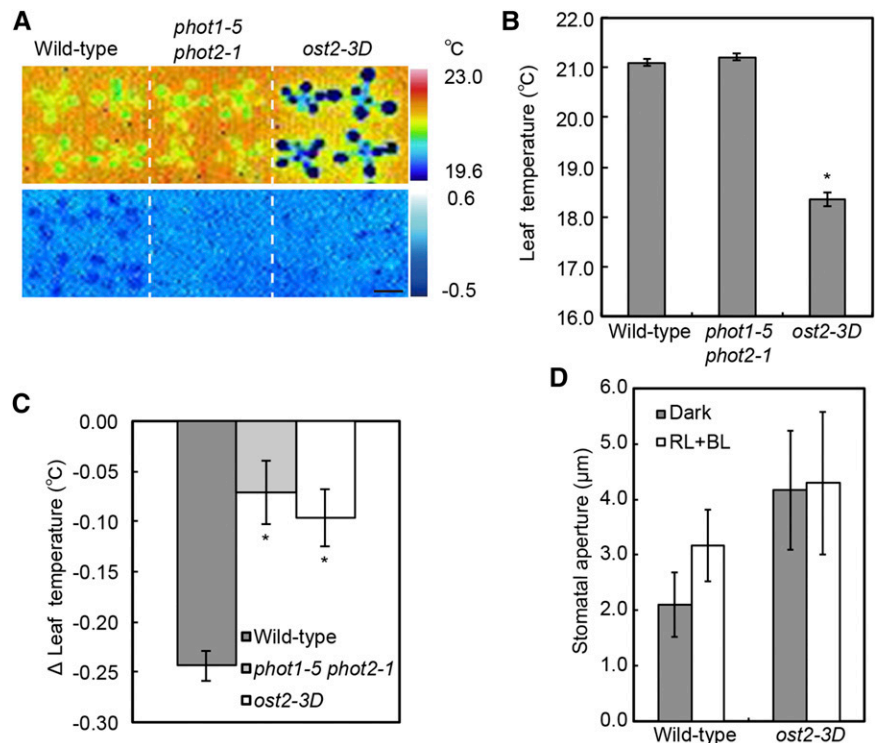 A
Wild-type
phot1-5
phot2-1
ost2-3D
°C
23.0
19.6
0.6
-0.5
B
Leaf temperature (°C)
22.0
21.0
20.0
19.0
18.0
17.0
16.0
*
Wild-type
phot1-5
phot2-1
ost2-3D
C
Δ Leaf temperature (°C)
0.00
-0.05
-0.10
-0.15
-0.20
-0.25
-0.30
*
*
Wild-type
phot1-5 phot2-1
ost2-3D
D
Stomatal aperture (µm)
6.0
5.0
4.0
3.0
2.0
1.0
0.0
Dark
RL+BL
Wild-type
ost2-3D